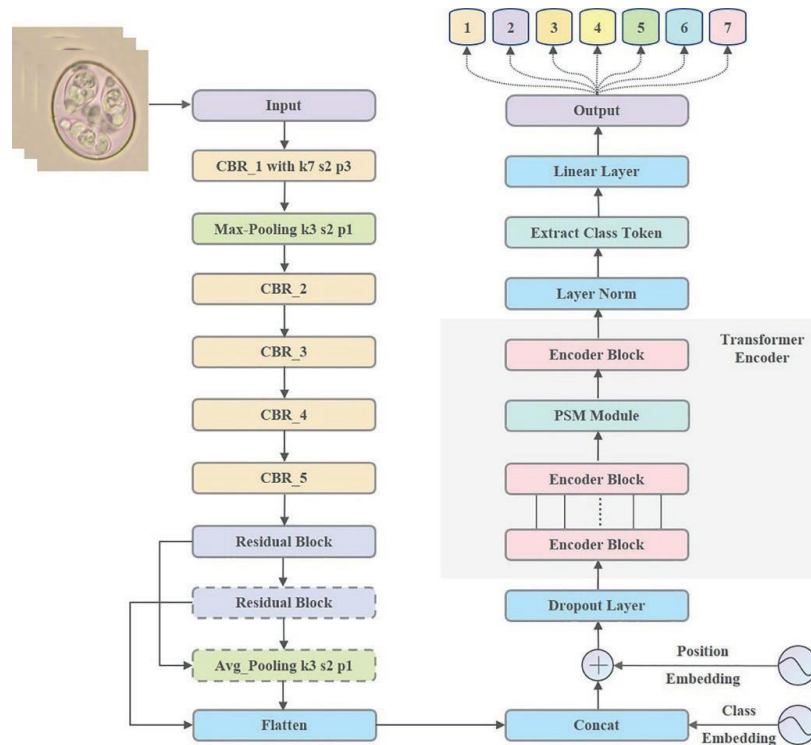 1 2 3 4 5 6 7
Input
CBR_1 with k7 s2 p3
Max-Pooling k3 s2 p1
CBR_2
CBR_3
CBR_4
CBR_5
Residual Block
Residual Block
Avg_Pooling k3 s2 p1
Flatten
Output
Linear Layer
Extract Class Token
Layer Norm
Transformer
Encoder
Encoder Block
PSM Module
Encoder Block
Encoder Block
Dropout Layer
Position
Embedding
Concat
Class
Embedding